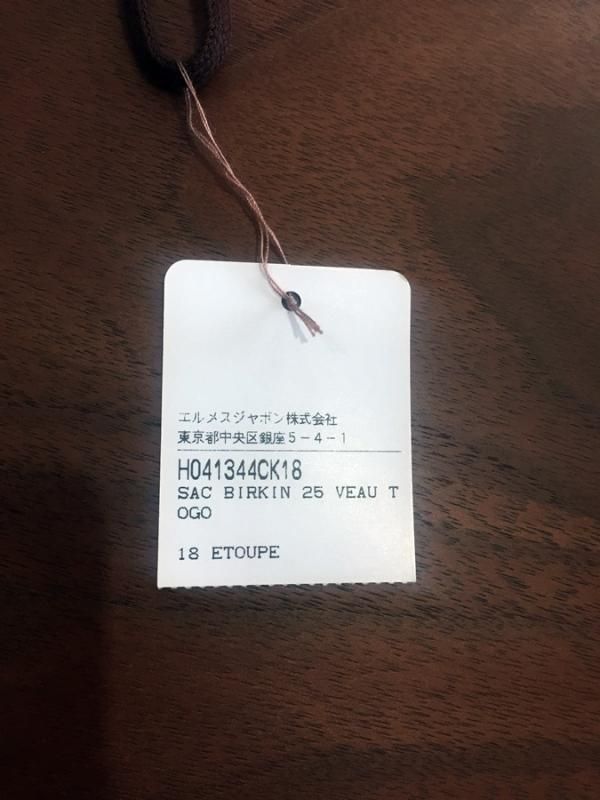 エルメスジャポン株式会社
東京都中央区銀座5-4-1
H041344CK18
SAC BIRKIN 25 VEAU T
OGO
18 ETOUPE